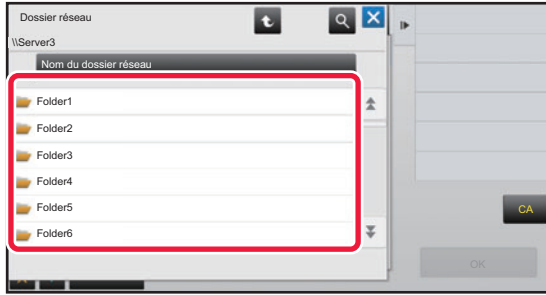 Dossier réseau
\\Server3
Nom du dossier réseau
Folder1
Folder2
Folder3
Folder4
Folder5
Folder6
CA
OK